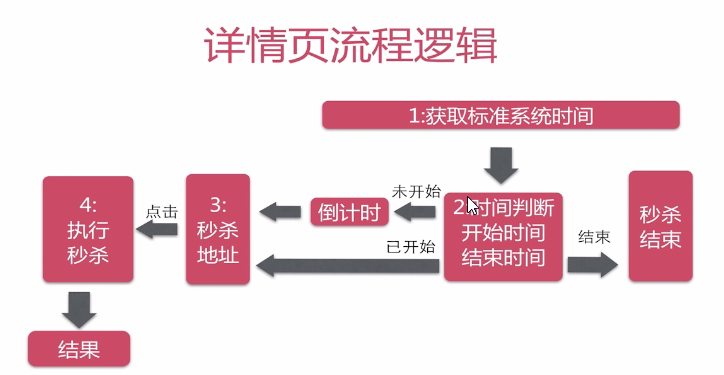 详情页流程逻辑
1:获取标准系统时间
4:
执行
秒杀
点击
3:
秒杀
地址
倒计时
未开始
已开始
2:时间判断
开始时间
结束时间
结束
秒杀
结束
结果